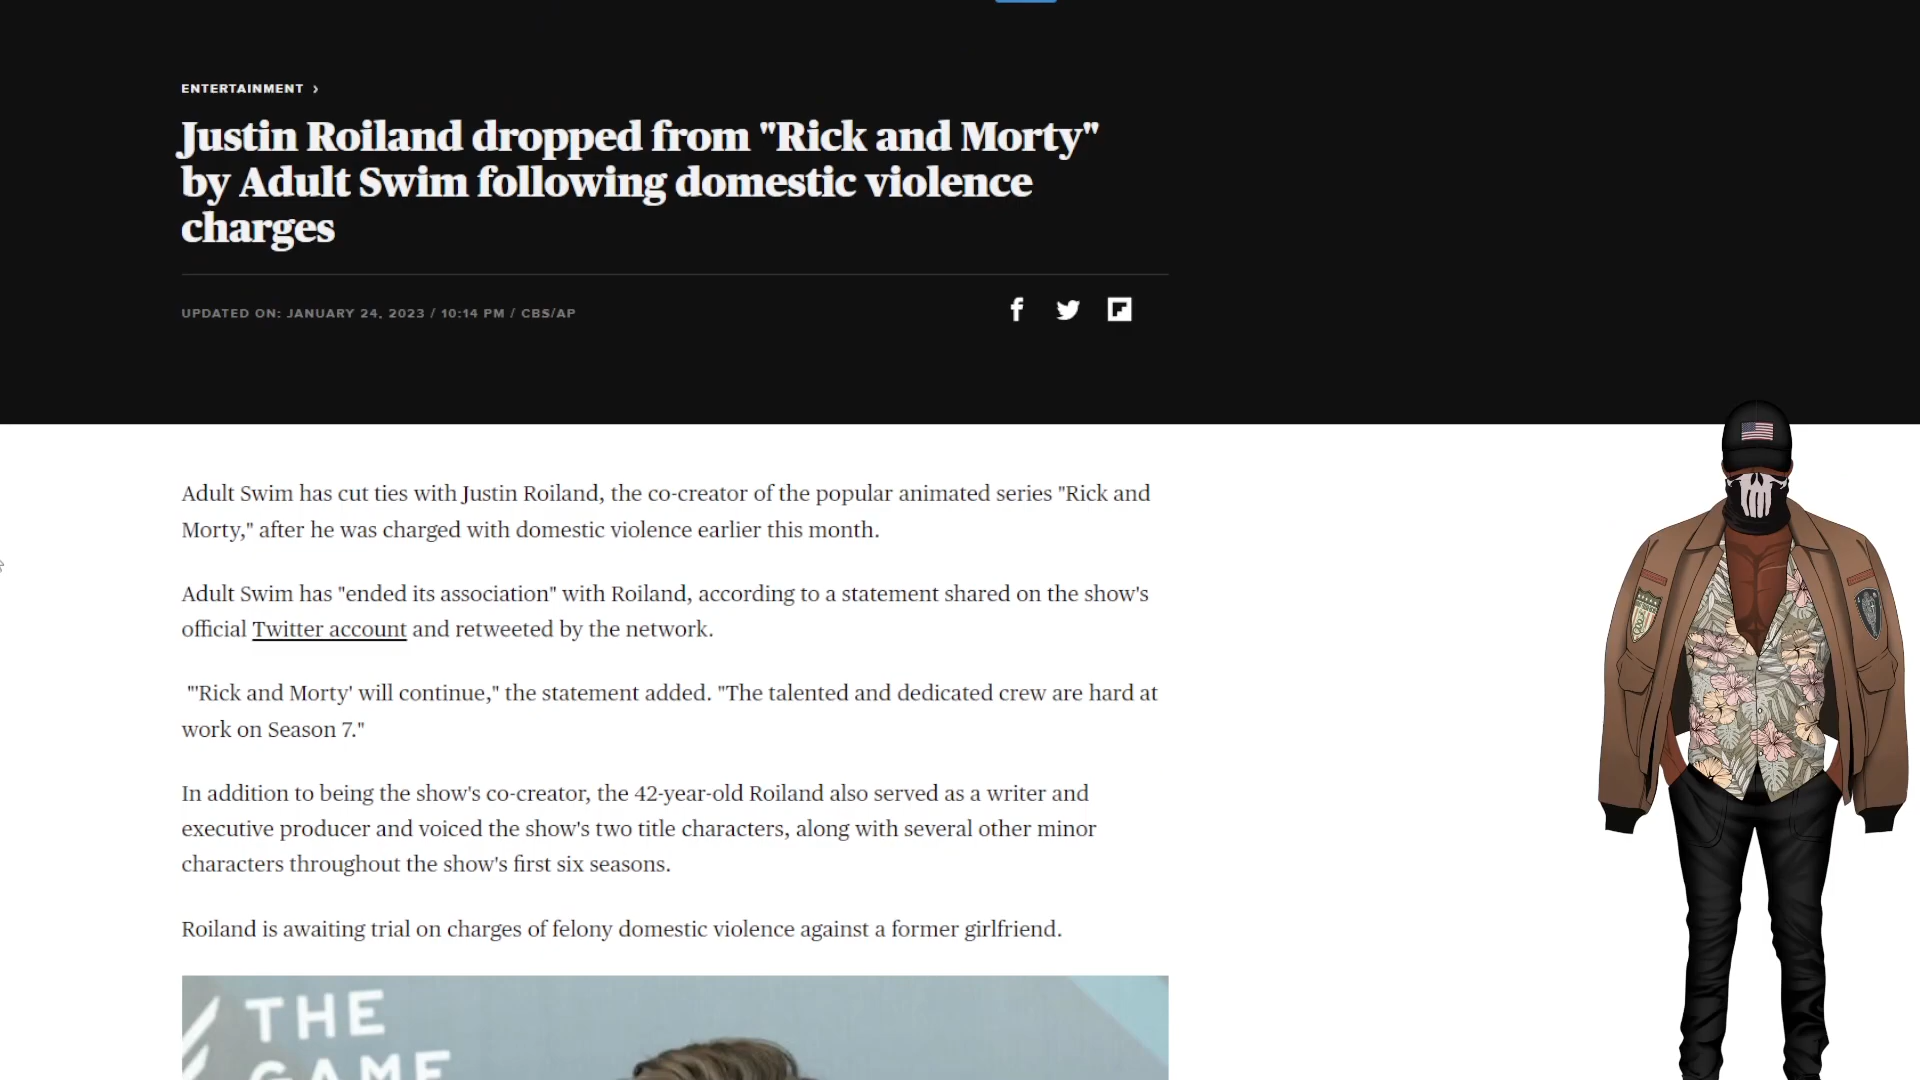 ENTERTAINMENT ›
Justin Roiland dropped from "Rick and Morty"
by Adult Swim following domestic violence
charges
UPDATED ON: JANUARY 24, 2023 / 10:14 PM / CBS/AP
Adult Swim has cut ties with Justin Roiland, the co-creator of the popular animated series "Rick and
Morty," after he was charged with domestic violence earlier this month.
Adult Swim has "ended its association" with Roiland, according to a statement shared on the show's
official Twitter account and retweeted by the network.
"'Rick and Morty' will continue," the statement added. "The talented and dedicated crew are hard at
work on Season 7."
In addition to being the show's co-creator, the 42-year-old Roiland also served as a writer and
executive producer and voiced the show's two title characters, along with several other minor
characters throughout the show's first six seasons.
Roiland is awaiting trial on charges of felony domestic violence against a former girlfriend.
THE
GAME